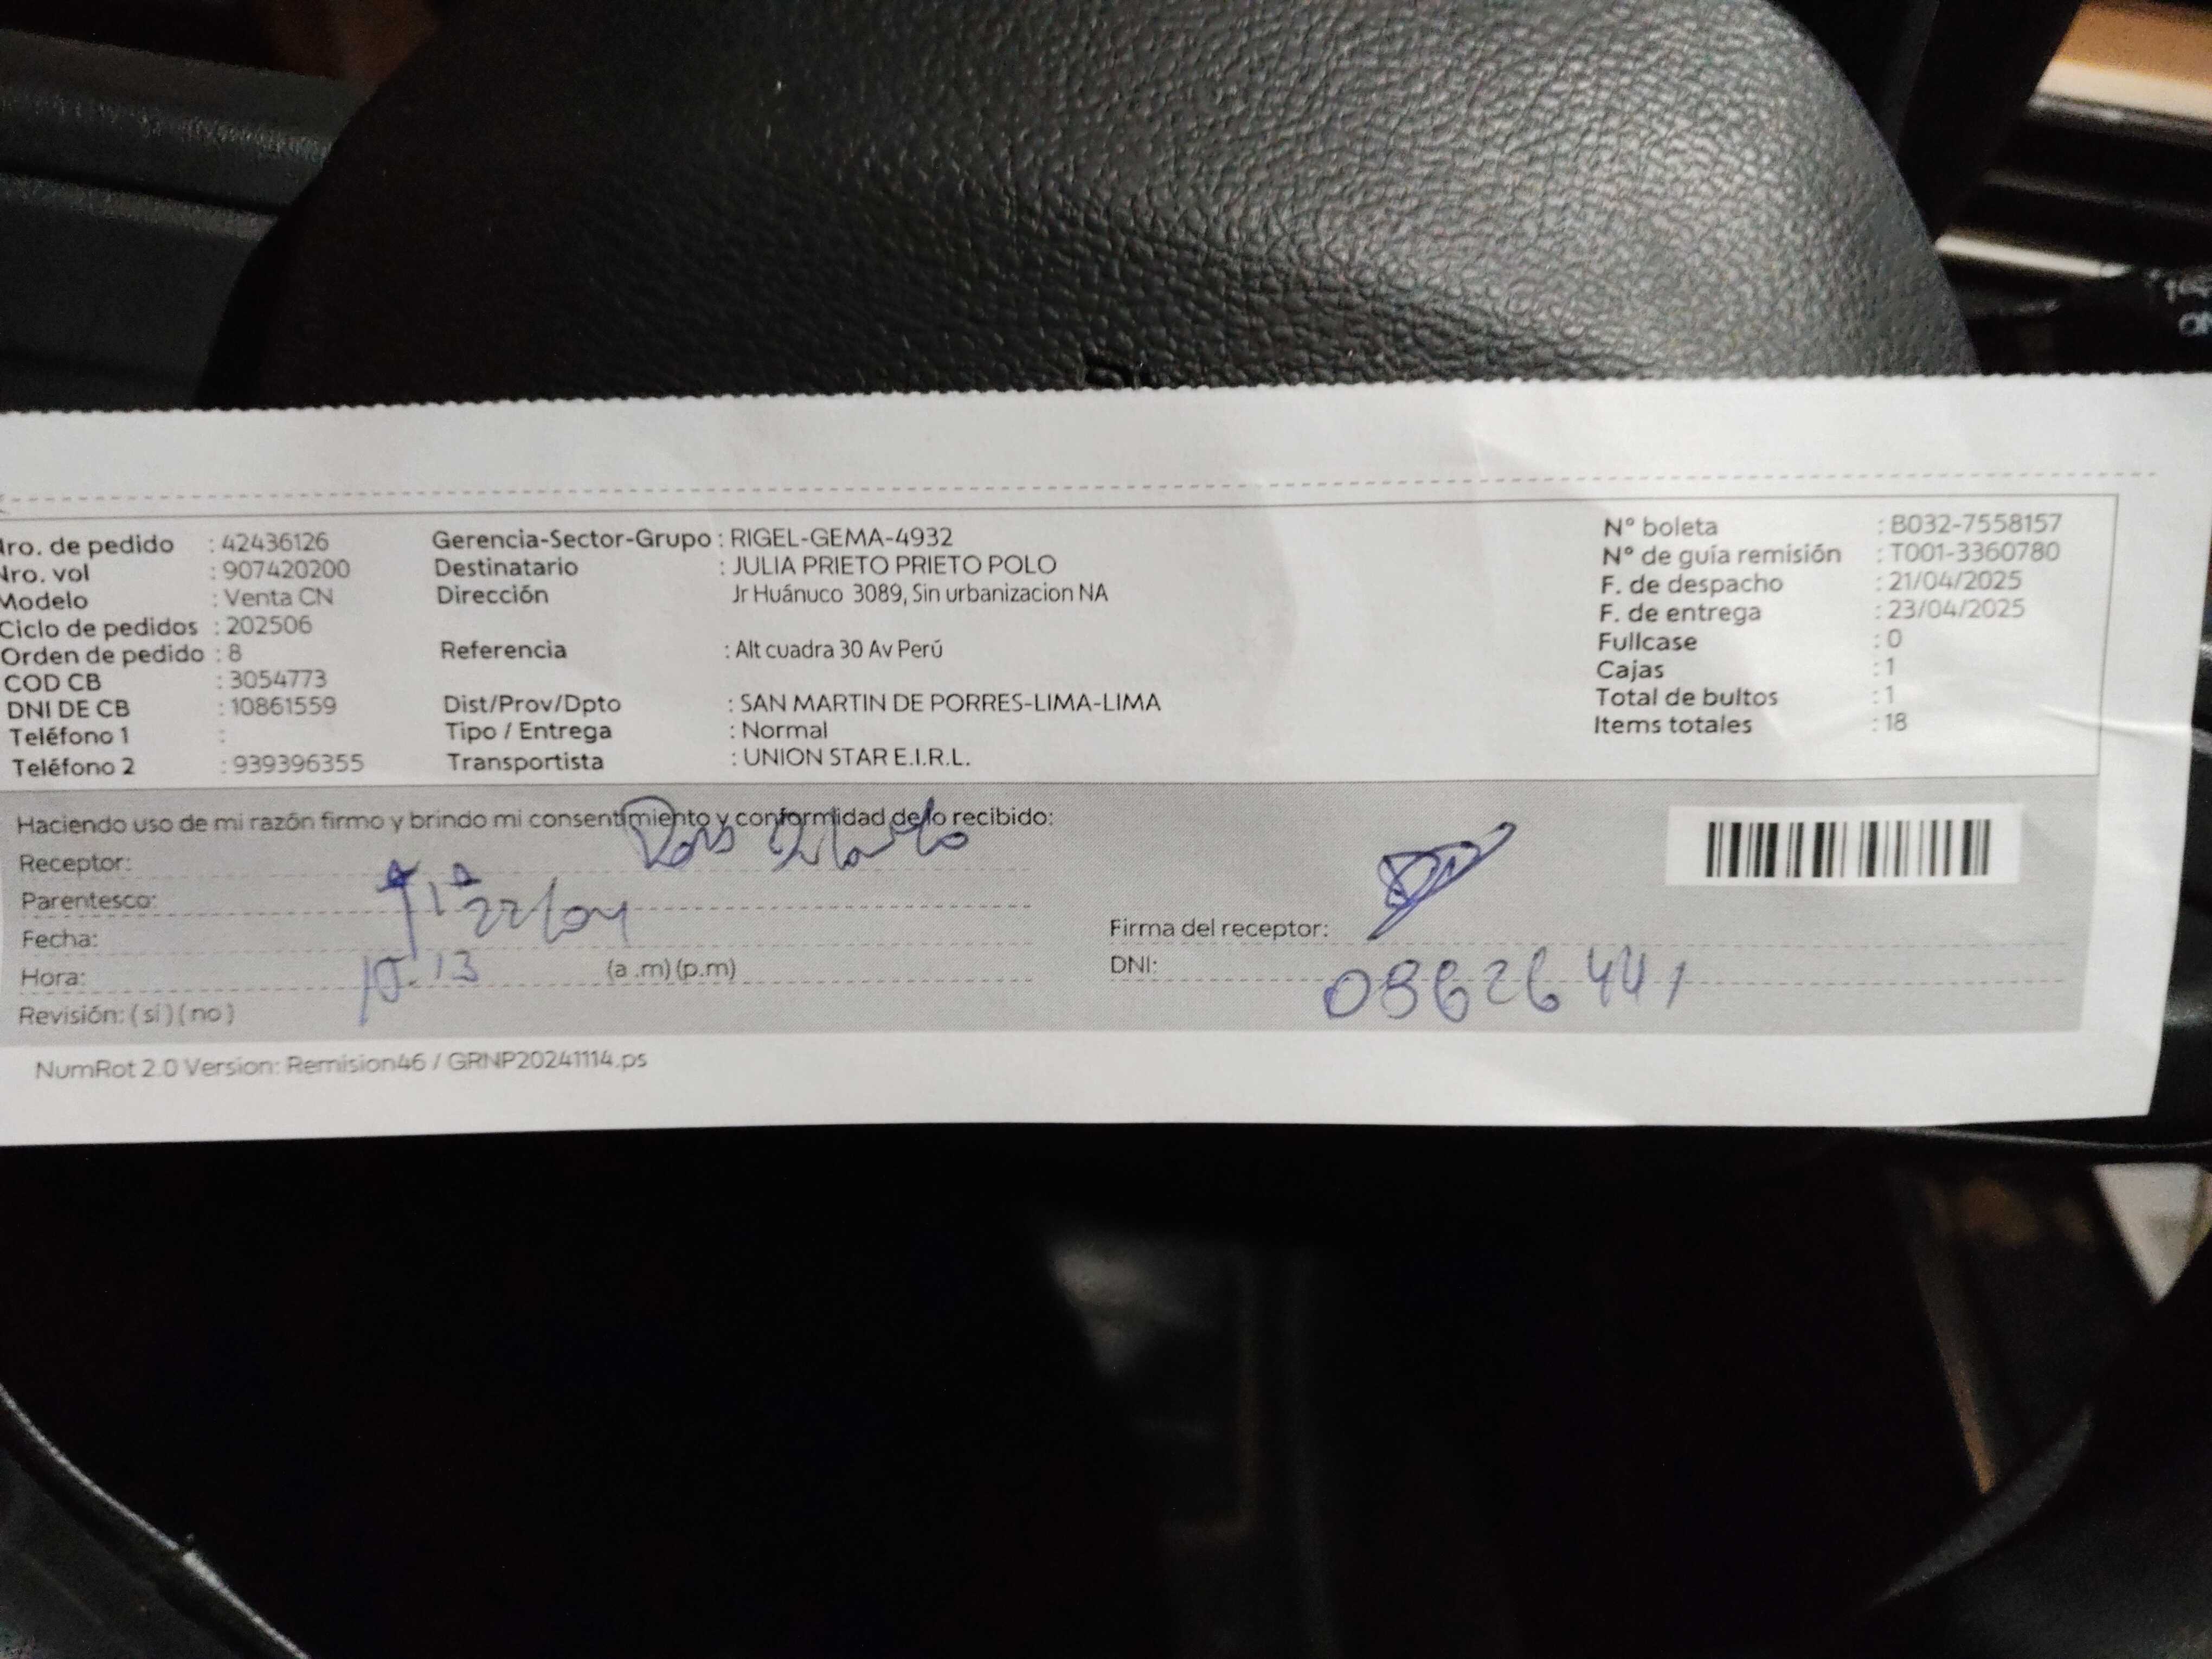 Nro. de pedido : 42436126
Nro. vol : 907420200
Modelo : Venta CN
Ciclo de pedidos : 202506
Orden de pedido : 8
COD CB : 3054773
DNI DE CB : 10861559
Teléfono 1 :
Teléfono 2 : 939396355
Gerencia-Sector-Grupo : RIGEL-GEMA-4932
Destinatario : JULIA PRIETO PRIETO POLO
Dirección Jr Huánuco 3089, Sin urbanizacion NA
Referencia : Alt cuadra 30 Av Perú
Dist/Prov/Dpto : SAN MARTIN DE PORRES-LIMA-LIMA
Tipo / Entrega : Normal
Transportista : UNION STAR E.I.R.L.
N° boleta : B032-7558157
N° de guía remisión : T001-3360780
F. de despacho : 21/04/2025
F. de entrega : 23/04/2025
Fullcase : 0
Cajas : 1
Total de bultos : 1
Items totales : 18
Haciendo uso de mi razón firmo y brindo mi consentimiento y conformidad de lo recibido:
Receptor:
Parentesco:
Fecha: 22/04
Hora: 13 (a .m) (p.m)
Revisión: ( si ) ( no )
Firma del receptor:
DNI:
NumRot 2.0 Version: Remision46 / GRNP20241114.ps